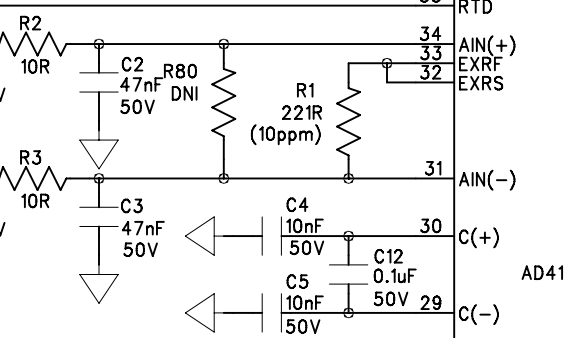 RTD
R2
10R
C2
47nF
50V
R80
DNI
R1
221R
(10ppm)
34
AIN(+)
33
EXRF
32
EXRS
R3
10R
C3
47nF
50V
31
AIN(-)
C4
10nF
50V
30
C(+)
C12
0.1uF
50V
C5
10nF
50V
29
C(-)
AD41